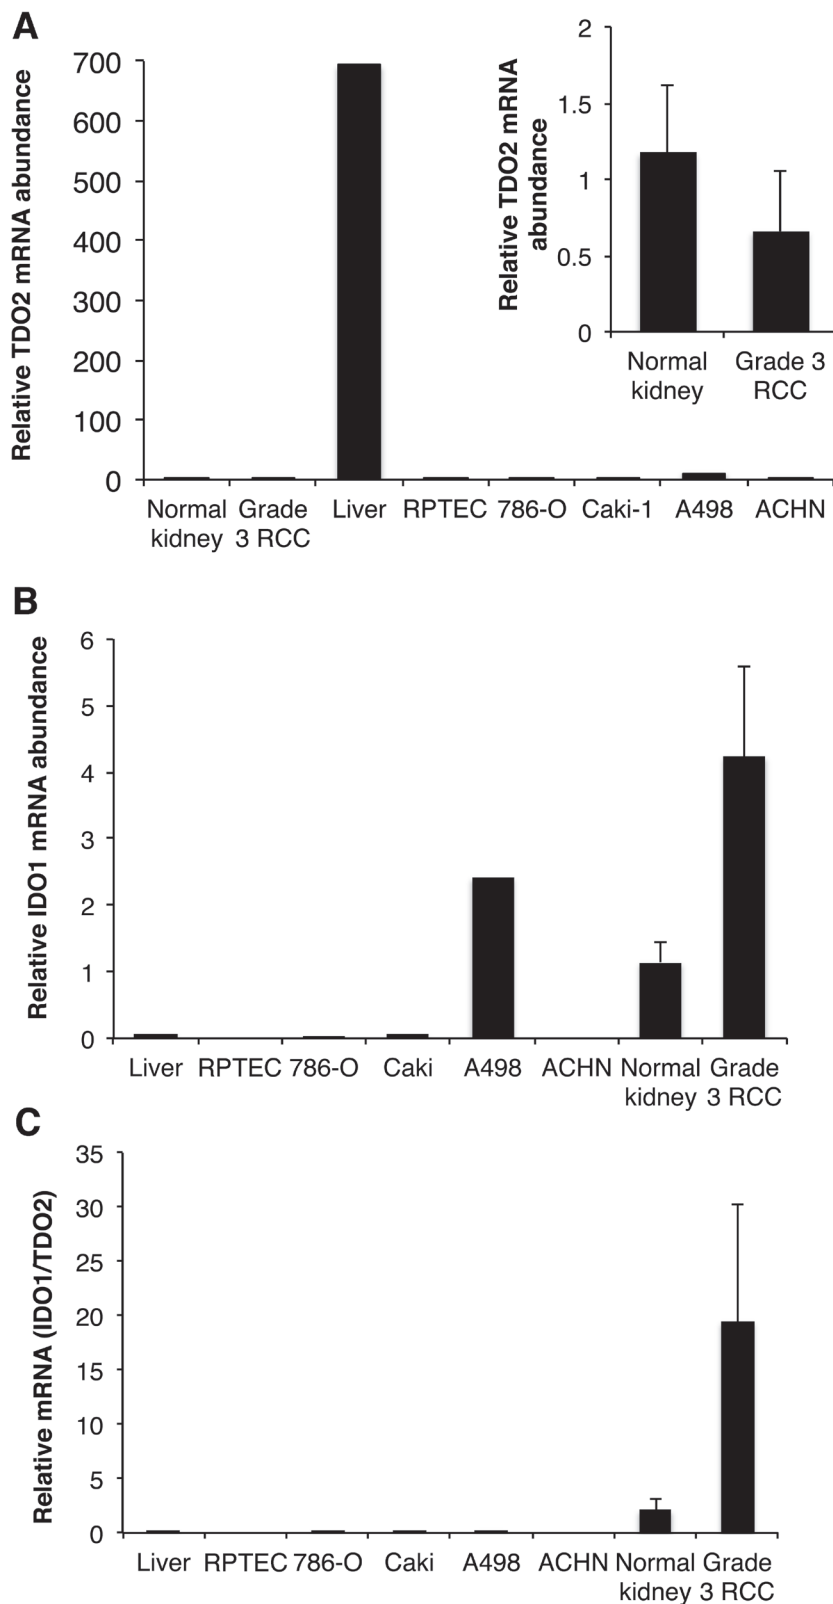 A
Relative TDO2 mRNA abundance
700
600
500
400
300
200
100
0
Normal kidney
Grade 3 RCC
Liver
RPTEC
786-O
Caki-1
A498
ACHN
Relative TDO2 mRNA
abundance
2
1.5
1
0.5
0
Normal
kidney
Grade 3
RCC
B
Relative IDO1 mRNA abundance
6
5
4
3
2
1
0
Liver
RPTEC
786-O
Caki
A498
ACHN
Normal
kidney
Grade
3 RCC
C
Relative mRNA (IDO1/TDO2)
35
30
25
20
15
10
5
0
Liver
RPTEC
786-O
Caki
A498
ACHN
Normal
kidney
Grade
3 RCC